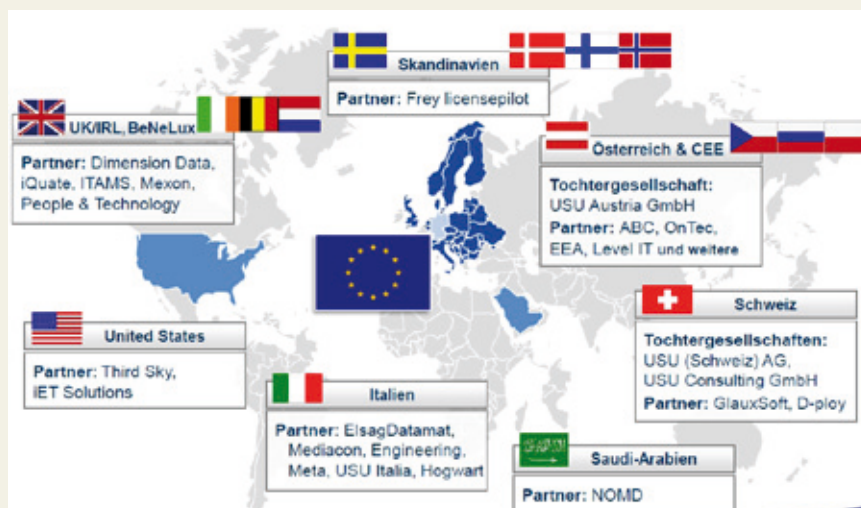 Skandinavien
Partner: Frey licensepilot
UK/IRL, BeNeLux
Partner: Dimension Data,
iQuate, ITAMS, Mexon,
People & Technology
Österreich & CEE
Tochtergesellschaft:
USU Austria GmbH
Partner: ABC, OnTec,
EEA, Level IT und weitere
United States
Partner: Third Sky,
iET Solutions
Schweiz
Tochtergesellschaften:
USU (Schweiz) AG,
USU Consulting GmbH
Partner: GlauxSoft, D-ploy
Italien
Partner: ElsagDatamat,
Mediacon, Engineering,
Meta, USU Italia, Hogwart
Saudi-Arabien
Partner: NOMD